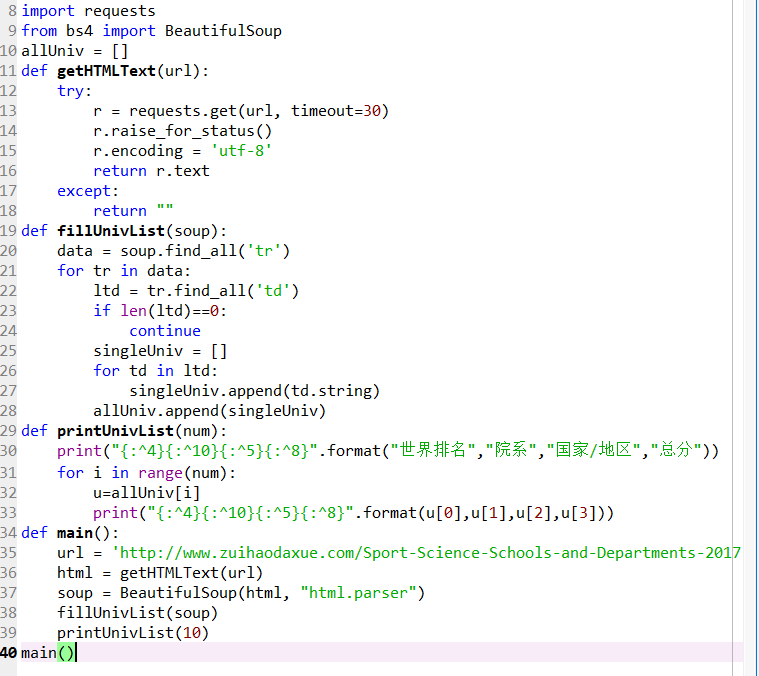 8 import requests
9 from bs4 import BeautifulSoup
10 allUniv = []
11 def getHTMLText(url):
12     try:
13         r = requests.get(url, timeout=30)
14         r.raise_for_status()
15         r.encoding = 'utf-8'
16         return r.text
17     except:
18         return ""
19 def fillUnivList(soup):
20     data = soup.find_all('tr')
21     for tr in data:
22         ltd = tr.find_all('td')
23         if len(ltd)==0:
24             continue
25         singleUniv = []
26         for td in ltd:
27             singleUniv.append(td.string)
28         allUniv.append(singleUniv)
29 def printUnivList(num):
30     print("{:^4}{:^10}{:^5}{:^8}".format("世界排名","院系","国家/地区","总分"))
31     for i in range(num):
32         u=allUniv[i]
33         print("{:^4}{:^10}{:^5}{:^8}".format(u[0],u[1],u[2],u[3]))
34 def main():
35     url = 'http://www.zuihaodaxue.com/Sport-Science-Schools-and-Departments-2017
36     html = getHTMLText(url)
37     soup = BeautifulSoup(html, "html.parser")
38     fillUnivList(soup)
39     printUnivList(10)
40 main()